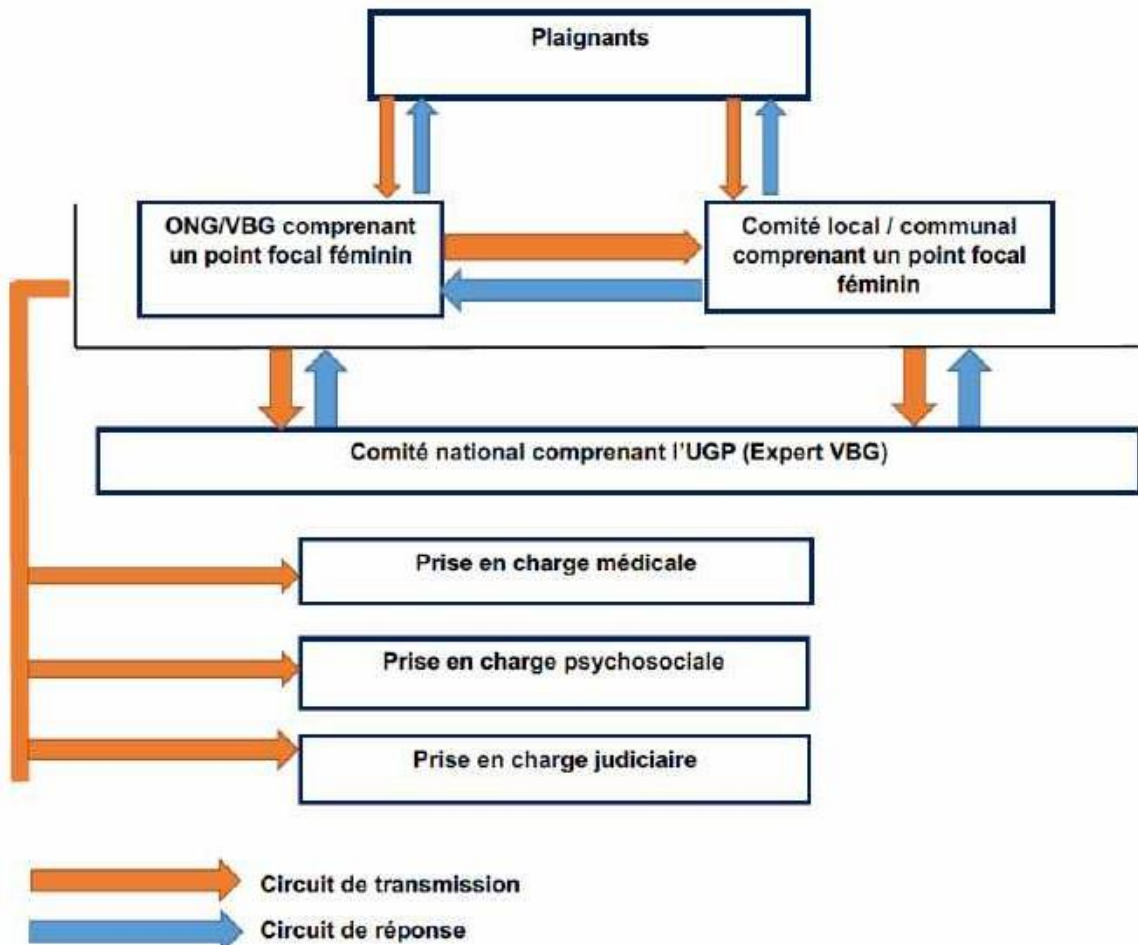 Plaignants
ONG/VBG comprenant
un point focal féminin
Comité local / communal
comprenant un point focal
féminin
Comité national comprenant l'UGP (Expert VBG)
Prise en charge médicale
Prise en charge psychosociale
Prise en charge judiciaire
Circuit de transmission
Circuit de réponse